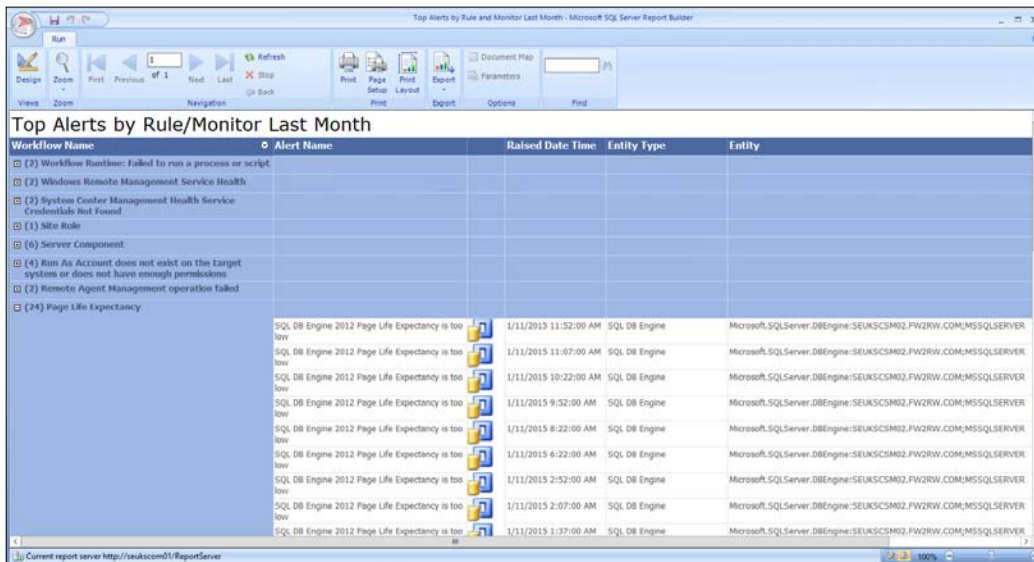 Top Alerts by Rule and Monitor Last Month - Microsoft SQL Server Report Builder
Run
Design
Zoom
First
Previous
1
of 1
Next
Last
Refresh
Stop
Go Back
Print
Page Setup
Print Layout
Export
Document Map
Parameters
Views
Zoom
Navigation
Print
Export
Options
Find
Top Alerts by Rule/Monitor Last Month
Workflow Name Alert Name Raised Date Time Entity Type Entity
(2) Workflow Runtime: Failed to run a process or script
(2) Windows Remote Management Service Health
(2) System Center Management Health Service
Credentials Not Found
(1) Site Role
(6) Server Component
(4) Run As Account does not exist on the target
system or does not have enough permissions
(2) Remote Agent Management operation failed
(24) Page Life Expectancy
SQL DB Engine 2012 Page Life Expectancy is too 1/11/2015 11:52:00 AM SQL DB Engine Microsoft.SQLServer.DBEngine:SEUKSCSM02.FW2RW.COM;MSSQLSERVER
low
SQL DB Engine 2012 Page Life Expectancy is too 1/11/2015 11:07:00 AM SQL DB Engine Microsoft.SQLServer.DBEngine:SEUKSCSM02.FW2RW.COM;MSSQLSERVER
low
SQL DB Engine 2012 Page Life Expectancy is too 1/11/2015 10:22:00 AM SQL DB Engine Microsoft.SQLServer.DBEngine:SEUKSCSM02.FW2RW.COM;MSSQLSERVER
low
SQL DB Engine 2012 Page Life Expectancy is too 1/11/2015 9:52:00 AM SQL DB Engine Microsoft.SQLServer.DBEngine:SEUKSCSM02.FW2RW.COM;MSSQLSERVER
low
SQL DB Engine 2012 Page Life Expectancy is too 1/11/2015 8:22:00 AM SQL DB Engine Microsoft.SQLServer.DBEngine:SEUKSCSM02.FW2RW.COM;MSSQLSERVER
low
SQL DB Engine 2012 Page Life Expectancy is too 1/11/2015 6:22:00 AM SQL DB Engine Microsoft.SQLServer.DBEngine:SEUKSCSM02.FW2RW.COM;MSSQLSERVER
low
SQL DB Engine 2012 Page Life Expectancy is too 1/11/2015 2:52:00 AM SQL DB Engine Microsoft.SQLServer.DBEngine:SEUKSCSM02.FW2RW.COM;MSSQLSERVER
low
SQL DB Engine 2012 Page Life Expectancy is too 1/11/2015 2:07:00 AM SQL DB Engine Microsoft.SQLServer.DBEngine:SEUKSCSM02.FW2RW.COM;MSSQLSERVER
low
SQL DB Engine 2012 Page Life Expectancy is too 1/11/2015 1:37:00 AM SQL DB Engine Microsoft.SQLServer.DBEngine:SEUKSCSM02.FW2RW.COM;MSSQLSERVER
Current report server http://seukscom01/ReportServer
100%